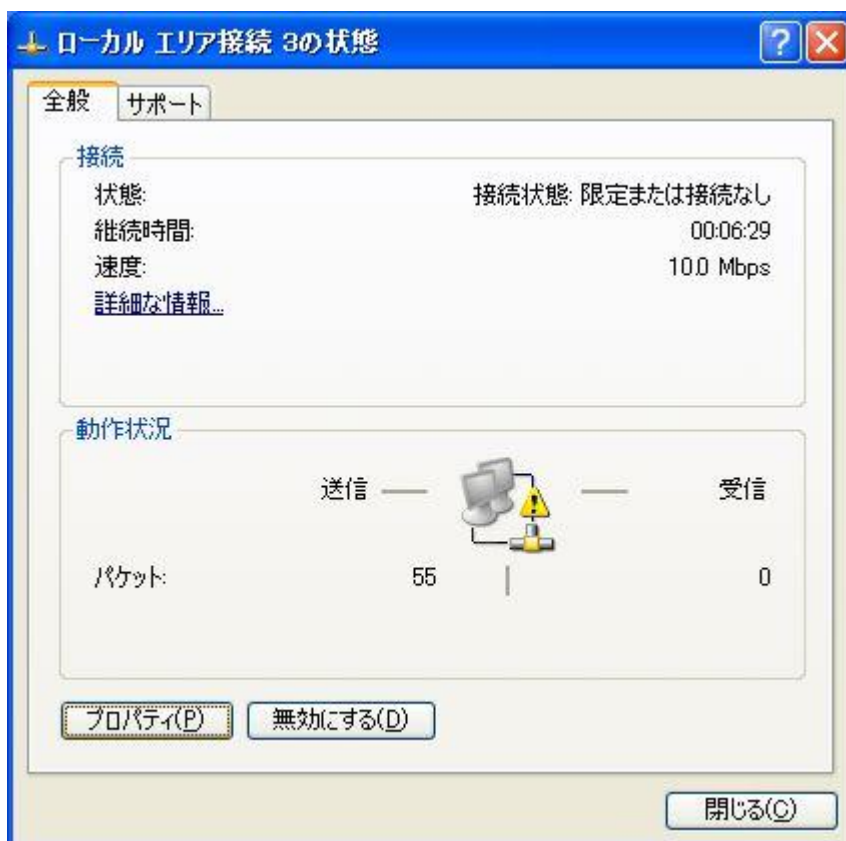 ローカル エリア接続 3の状態
全般 サポート
接続
状態: 接続状態: 限定または接続なし
継続時間: 00:06:29
速度: 10.0 Mbps
詳細な情報...
動作状況
送信 受信
パケット: 55 0
プロパティ(P) 無効にする(D)
閉じる(C)